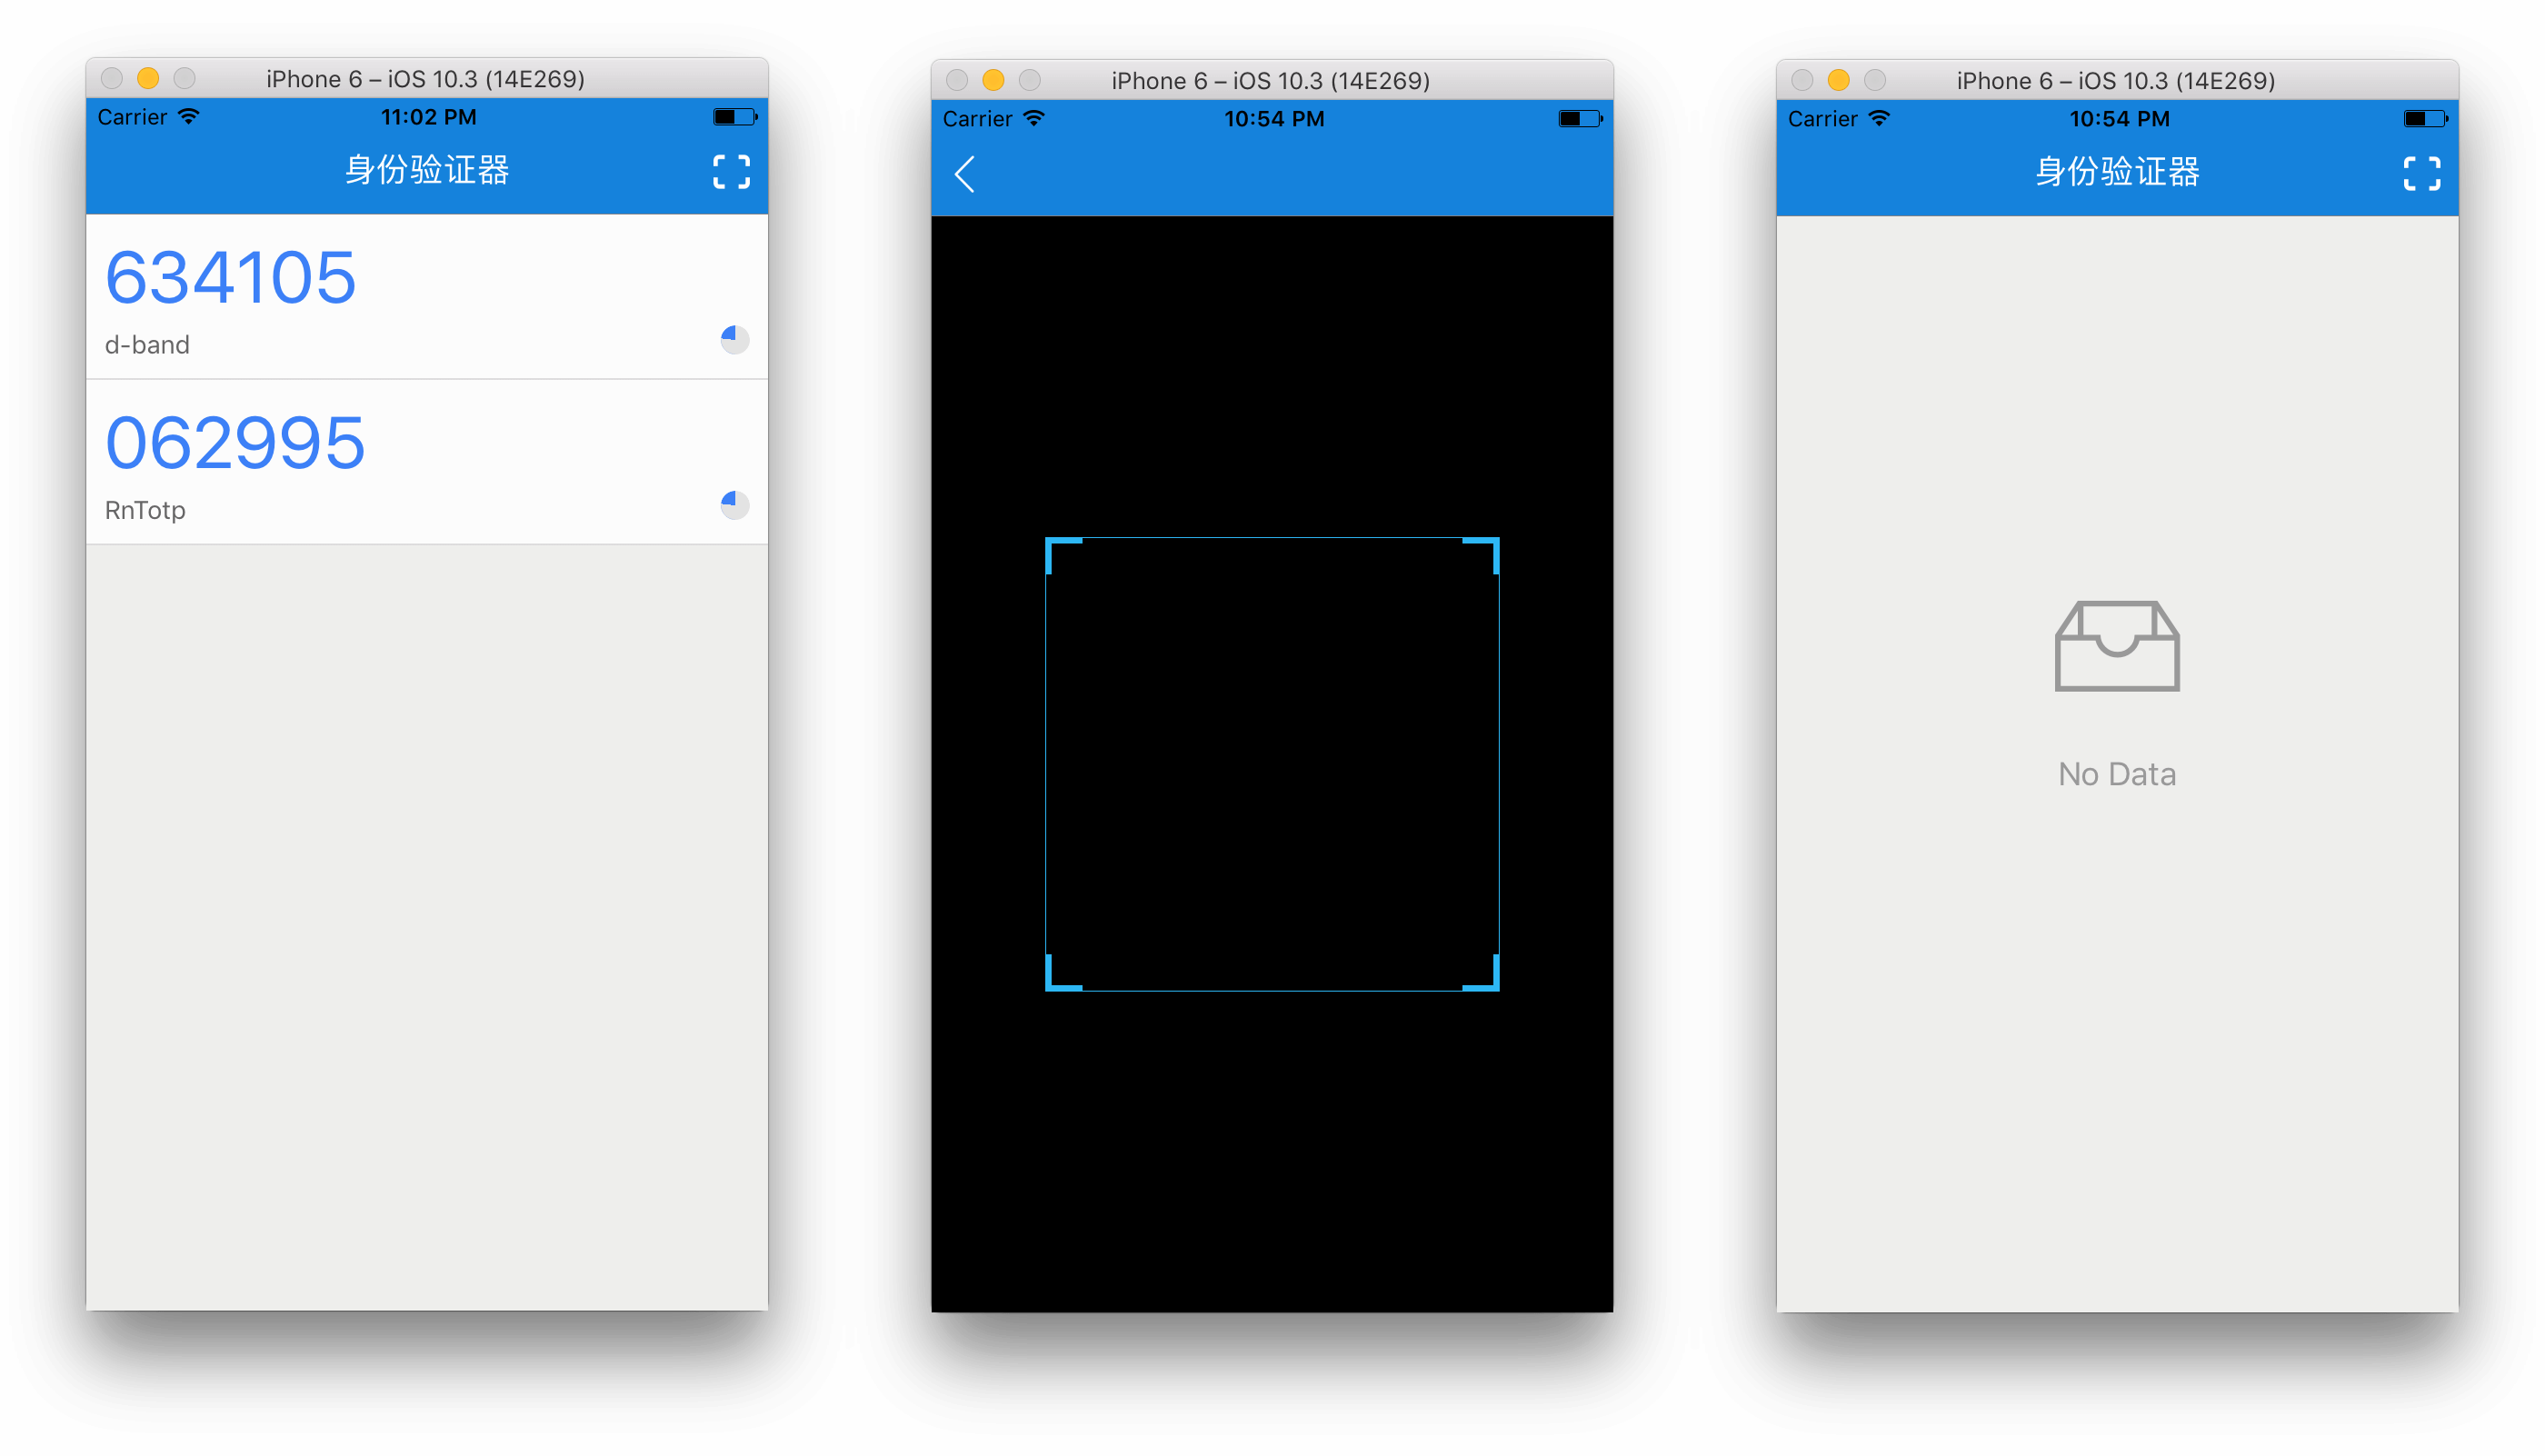 iPhone 6 – iOS 10.3 (14E269)
Carrier 11:02 PM
身份验证器
634105
d-band
062995
RnTotp
iPhone 6 – iOS 10.3 (14E269)
Carrier 10:54 PM
iPhone 6 – iOS 10.3 (14E269)
Carrier 10:54 PM
身份验证器
No Data